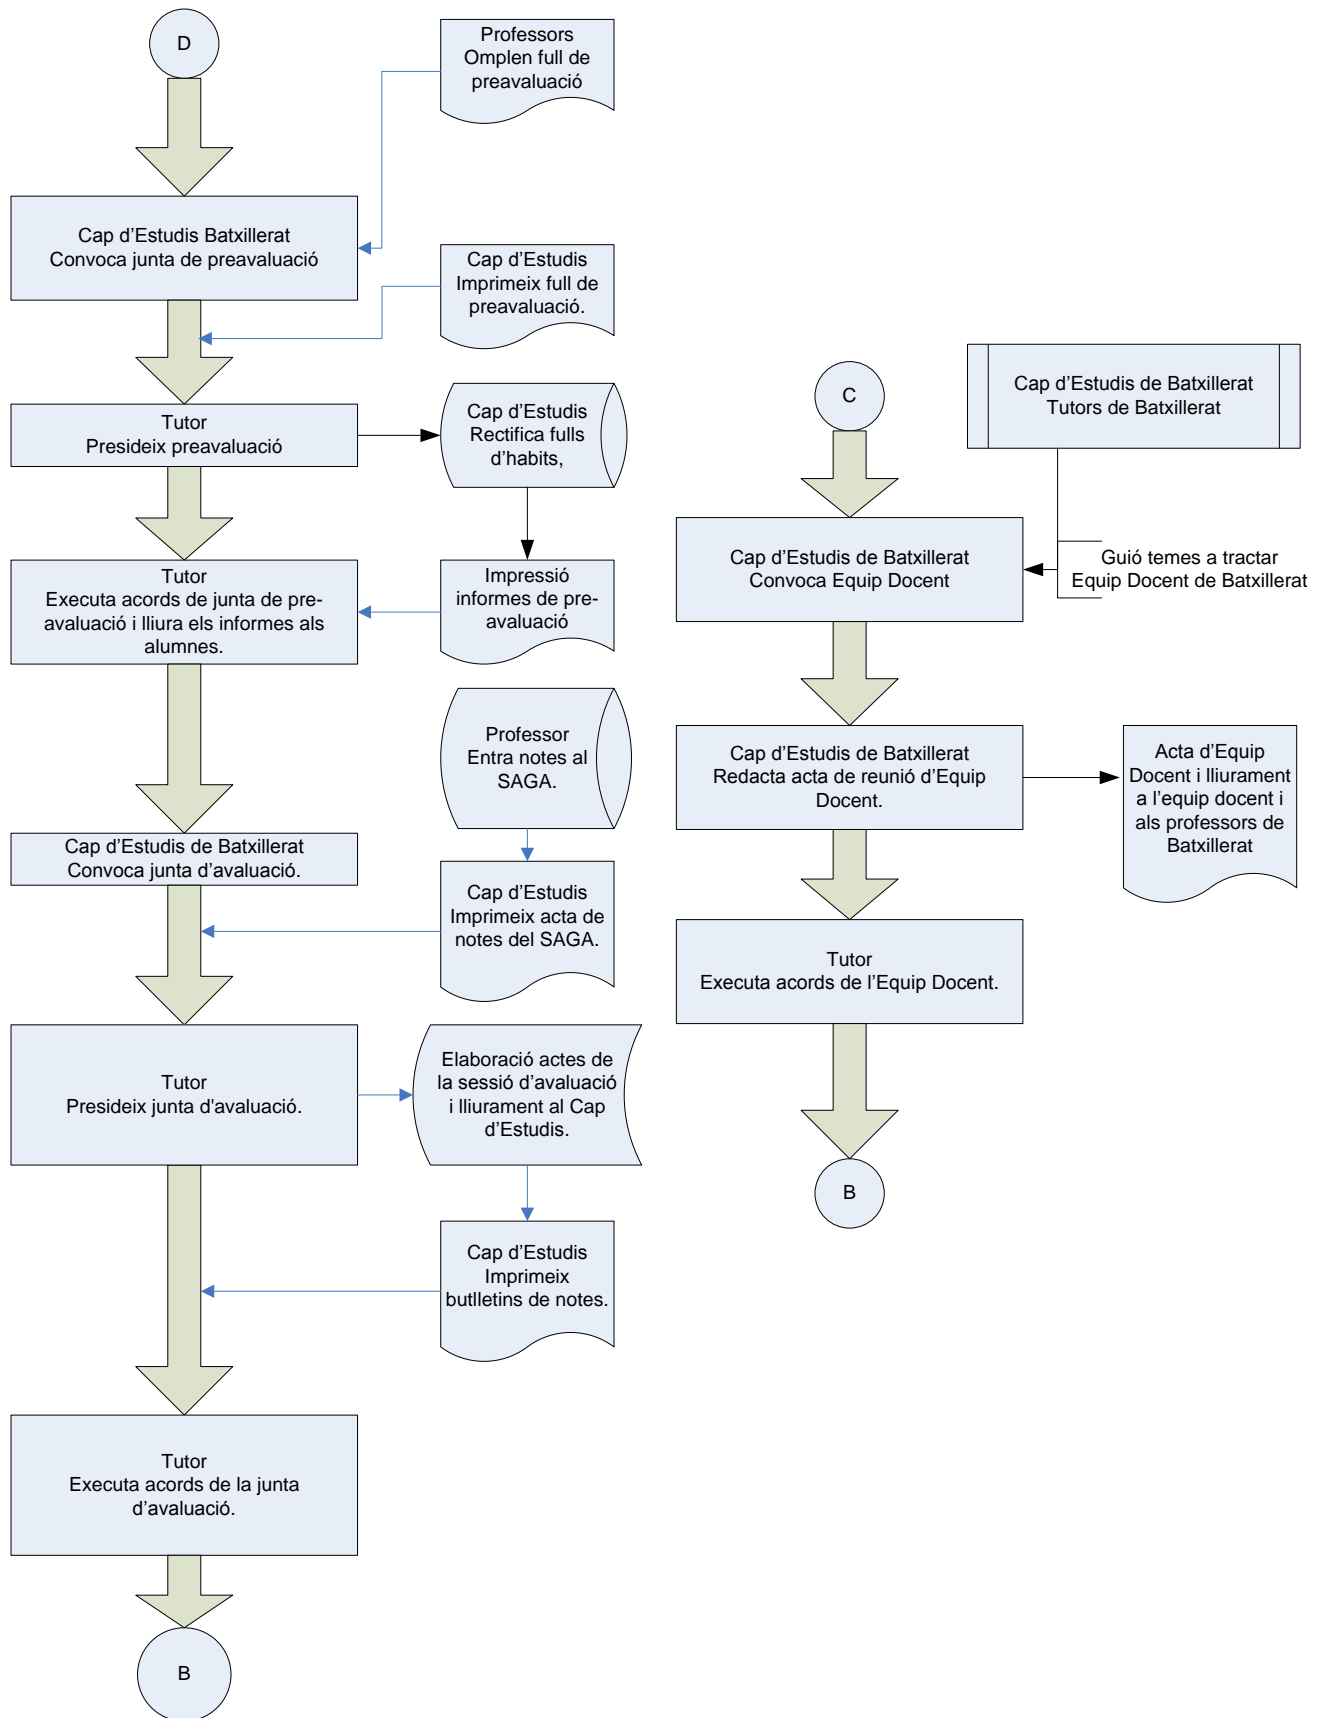 D
Professors
Omplen full de
preavaluació
Cap d’Estudis Batxillerat
Convoca junta de preavaluació
Cap d’Estudis
Imprimeix full de
preavaluació.
Tutor
Presideix preavaluació
Cap d’Estudis
Rectifica fulls
d’habits,
Tutor
Executa acords de junta de pre-
avaluació i lliura els informes als
alumnes.
Impressió
informes de pre-
avaluació
Professor
Entra notes al
SAGA.
Cap d’Estudis de Batxillerat
Convoca junta d’avaluació.
Cap d’Estudis
Imprimeix acta de
notes del SAGA.
Tutor
Presideix junta d'avaluació.
Elaboració actes de
la sessió d’avaluació
i lliurament al Cap
d’Estudis.
Cap d’Estudis
Imprimeix
butlletins de notes.
Tutor
Executa acords de la junta
d’avaluació.
B
C
Cap d’Estudis de Batxillerat
Tutors de Batxillerat
Cap d’Estudis de Batxillerat
Convoca Equip Docent
Guió temes a tractar
Equip Docent de Batxillerat
Cap d’Estudis de Batxillerat
Redacta acta de reunió d’Equip
Docent.
Acta d’Equip
Docent i lliurament
a l’equip docent i
als professors de
Batxillerat
Tutor
Executa acords de l’Equip Docent.
B